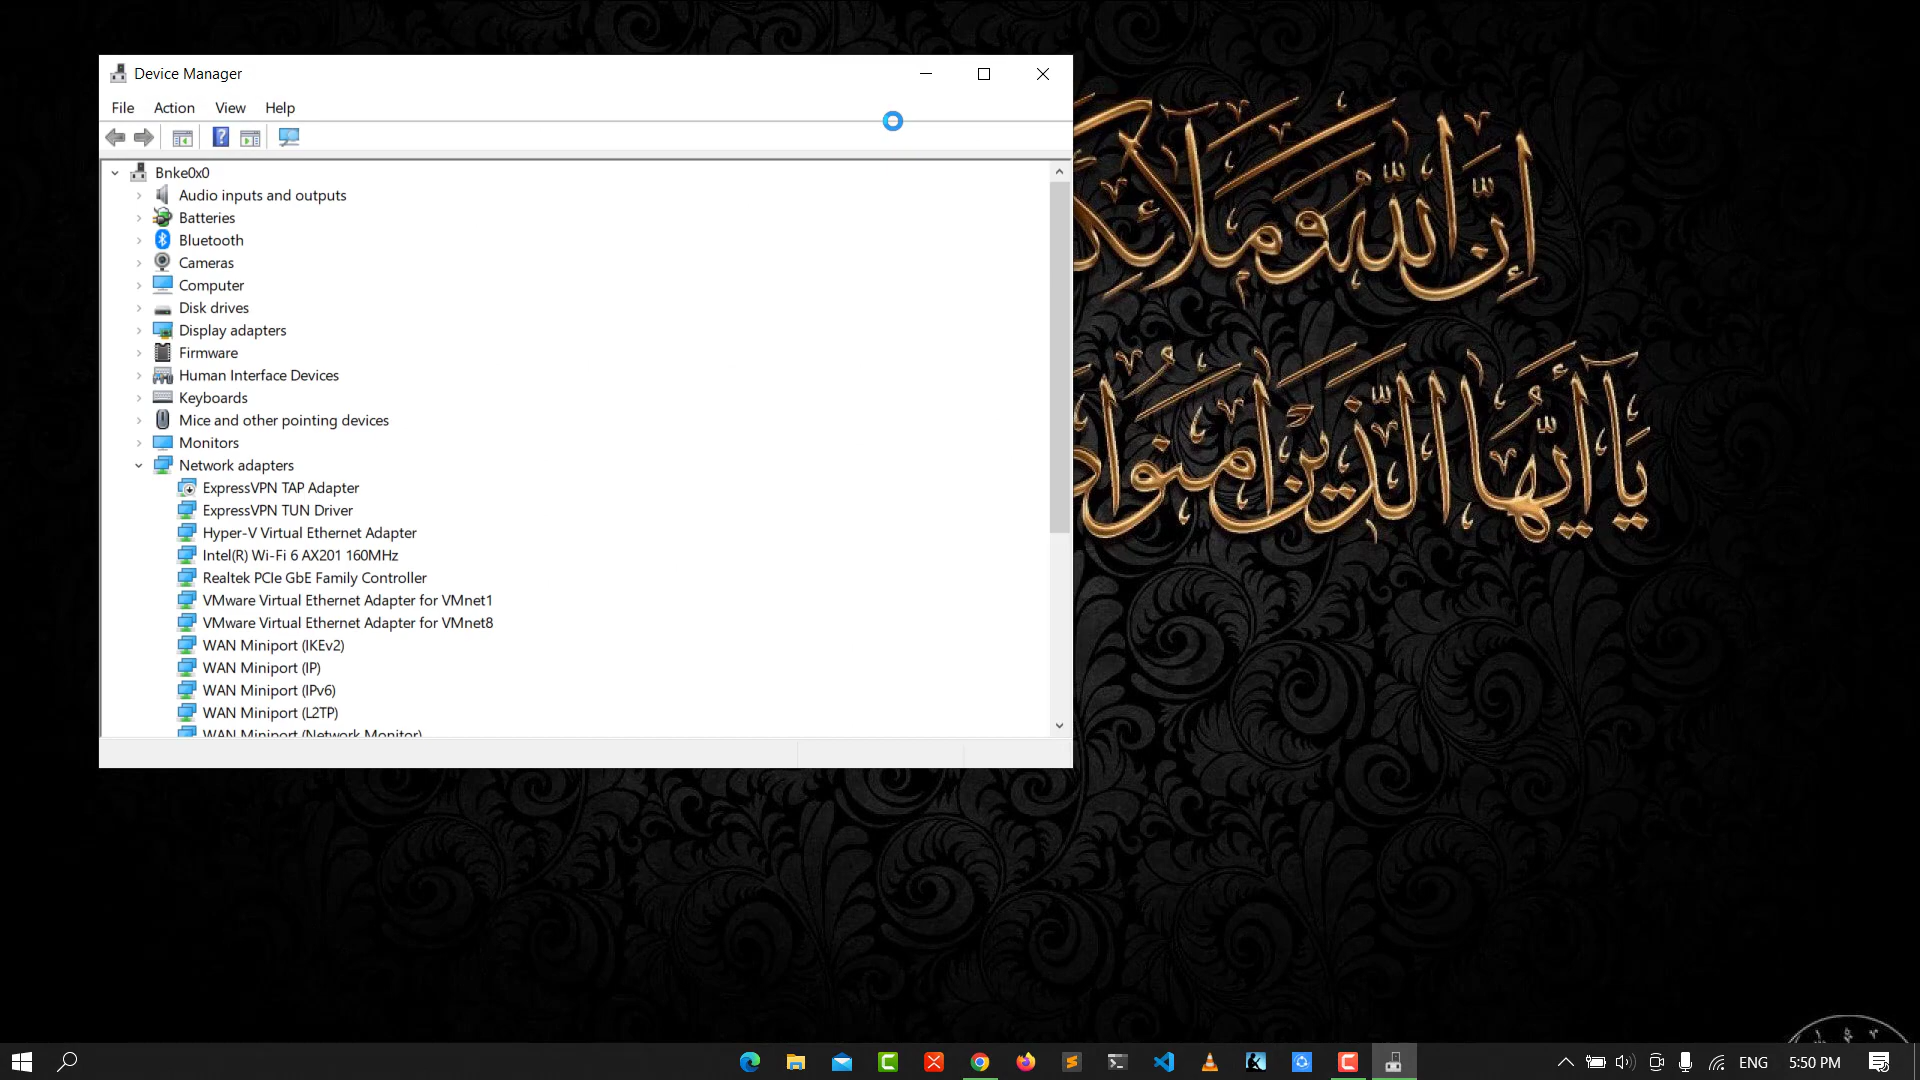 Device Manager
File Action View Help
Bnke0x0
Audio inputs and outputs
Batteries
Bluetooth
Cameras
Computer
Disk drives
Display adapters
Firmware
Human Interface Devices
Keyboards
Mice and other pointing devices
Monitors
Network adapters
ExpressVPN TAP Adapter
ExpressVPN TUN Driver
Hyper-V Virtual Ethernet Adapter
Intel(R) Wi-Fi 6 AX201 160MHz
Realtek PCIe GbE Family Controller
VMware Virtual Ethernet Adapter for VMnet1
VMware Virtual Ethernet Adapter for VMnet8
WAN Miniport (IKEv2)
WAN Miniport (IP)
WAN Miniport (IPv6)
WAN Miniport (L2TP)
WAN Miniport (Network Monitor)
إِنَّ اللهَ وَمَلَائِكَ
يَا أَيُّهَا الَّذِيْنَ اٰمَنُوا
ENG 5:50 PM